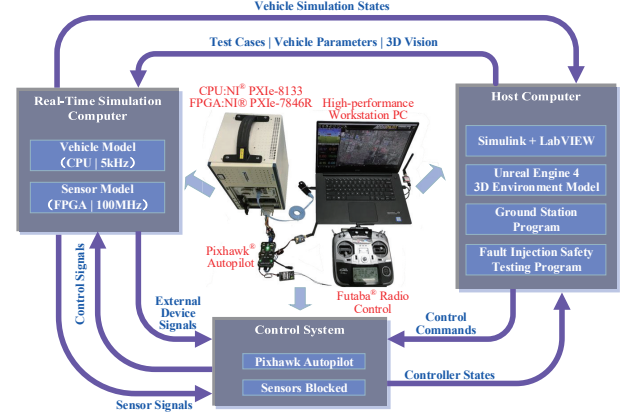 Vehicle Simulation States
Test Cases | Vehicle Parameters | 3D Vision
CPU:NI® PXIe-8133
FPGA:NI® PXIe-7846R
High-performance
Workstation PC
Real-Time Simulation
Computer
Vehicle Model
(CPU | 5kHz)
Sensor Model
(FPGA | 100MHz)
Host Computer
Simulink + LabVIEW
Unreal Engine 4
3D Environment Model
Ground Station
Program
Fault Injection Safety
Testing Program
Pixhawk®
Autopilot
Futaba® Radio
Control
Control Signals
External
Device
Signals
Control
Commands
Control System
Pixhawk Autopilot
Sensors Blocked
Controller States
Sensor Signals